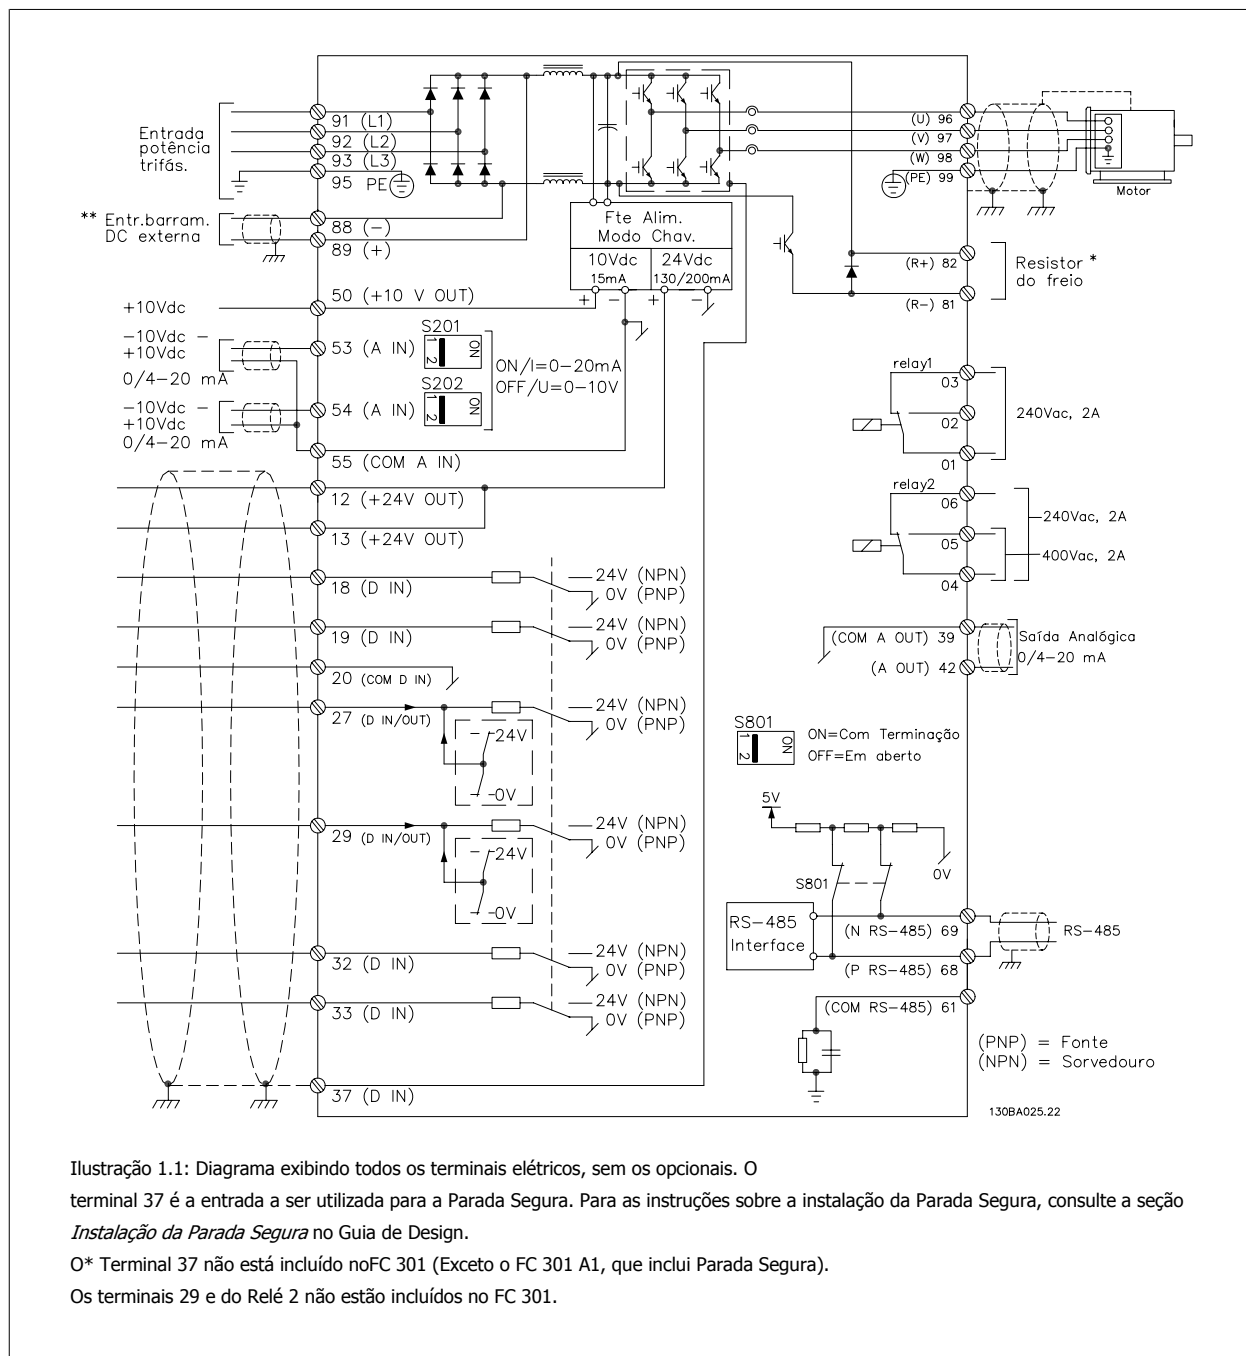 Entrada
potência
trifás.
91 (L1)
92 (L2)
93 (L3)
95 PE
** Entr.barram.
DC externa
88 (−)
89 (+)
Fte Alim.
Modo Chav.
10Vdc
15mA
24Vdc
130/200mA
+ − + −
(U) 96
(V) 97
(W) 98
(PE) 99
Motor
(R+) 82
(R−) 81
Resistor *
do freio
+10Vdc
50 (+10 V OUT)
−10Vdc −
+10Vdc
0/4−20 mA
53 (A IN)
S201
1 2
ON
ON/I=0−20mA
OFF/U=0−10V
−10Vdc −
+10Vdc
0/4−20 mA
54 (A IN)
S202
1 2
ON
55 (COM A IN)
relay1
03
02
01
240Vac, 2A
relay2
06
05
04
240Vac, 2A
400Vac, 2A
12 (+24V OUT)
13 (+24V OUT)
18 (D IN)
24V (NPN)
0V (PNP)
19 (D IN)
24V (NPN)
0V (PNP)
20 (COM D IN)
27 (D IN/OUT)
24V (NPN)
0V (PNP)
24V
0V
29 (D IN/OUT)
24V (NPN)
0V (PNP)
24V
0V
32 (D IN)
24V (NPN)
0V (PNP)
33 (D IN)
24V (NPN)
0V (PNP)
37 (D IN)
(COM A OUT) 39
(A OUT) 42
Saída Analógica
0/4−20 mA
S801
1 2
ON
ON=Com Terminação
OFF=Em aberto
5V
0V
S801
RS−485
Interface
(N RS−485) 69
(P RS−485) 68
RS−485
(COM RS−485) 61
(PNP) = Fonte
(NPN) = Sorvedouro
130BA025.22
Ilustração 1.1: Diagrama exibindo todos os terminais elétricos, sem os opcionais. O
terminal 37 é a entrada a ser utilizada para a Parada Segura. Para as instruções sobre a instalação da Parada Segura, consulte a seção
Instalação da Parada Segura no Guia de Design.
O* Terminal 37 não está incluído noFC 301 (Exceto o FC 301 A1, que inclui Parada Segura).
Os terminais 29 e do Relé 2 não estão incluídos no FC 301.